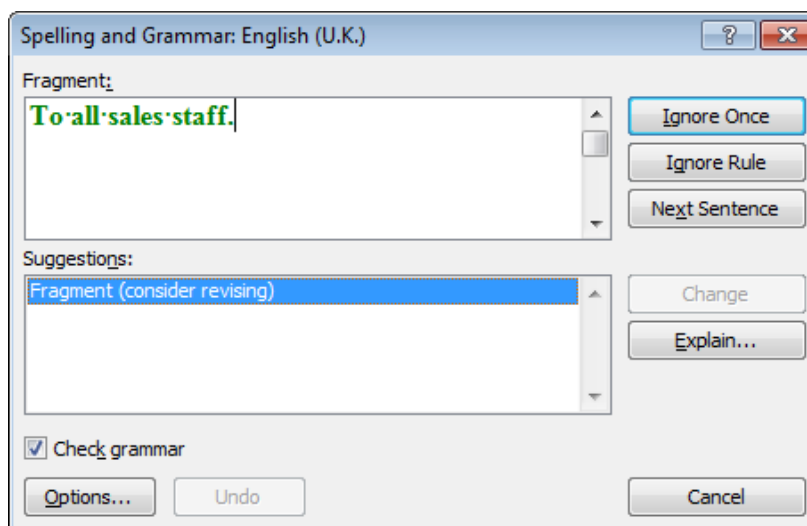 Spelling and Grammar: English (U.K.)
Fragment:
To·all·sales·staff.
Ignore Once
Ignore Rule
Next Sentence
Suggestions:
Fragment (consider revising)
Change
Explain...
Check grammar
Options...
Undo
Cancel